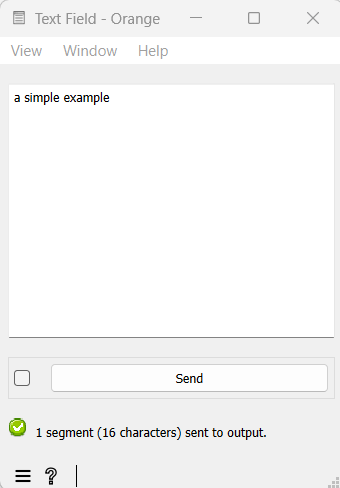 Text Field - Orange
View Window Help
a simple example
Send
1 segment (16 characters) sent to output.
?